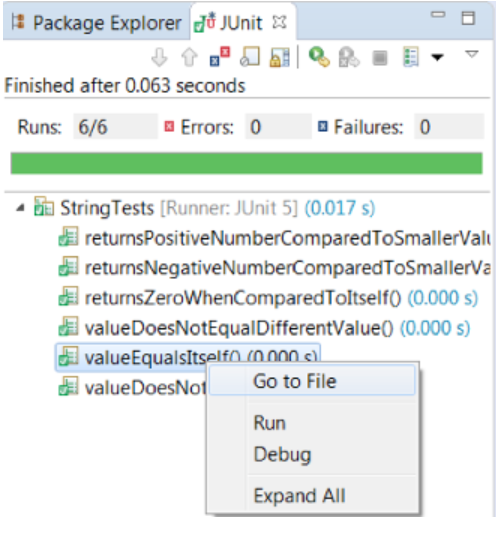 Package Explorer JUnit
Finished after 0.063 seconds
Runs: 6/6 Errors: 0 Failures: 0
StringTests [Runner: JUnit 5] (0.017 s)
returnsPositiveNumberComparedToSmallerValu
returnsNegativeNumberComparedToSmallerVa
returnsZeroWhenComparedToItself() (0.000 s)
valueDoesNotEqualDifferentValue() (0.000 s)
valueEqualsItself() (0.000 s)
valueDoesNot
Go to File
Run
Debug
Expand All